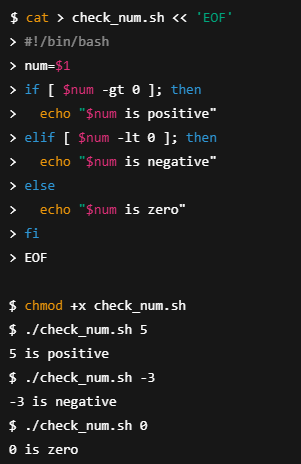 $ cat > check_num.sh << 'EOF'
> #!/bin/bash
> num=$1
> if [ $num -gt 0 ]; then
>   echo "$num is positive"
> elif [ $num -lt 0 ]; then
>   echo "$num is negative"
> else
>   echo "$num is zero"
> fi
> EOF

$ chmod +x check_num.sh
$ ./check_num.sh 5
5 is positive
$ ./check_num.sh -3
-3 is negative
$ ./check_num.sh 0
0 is zero